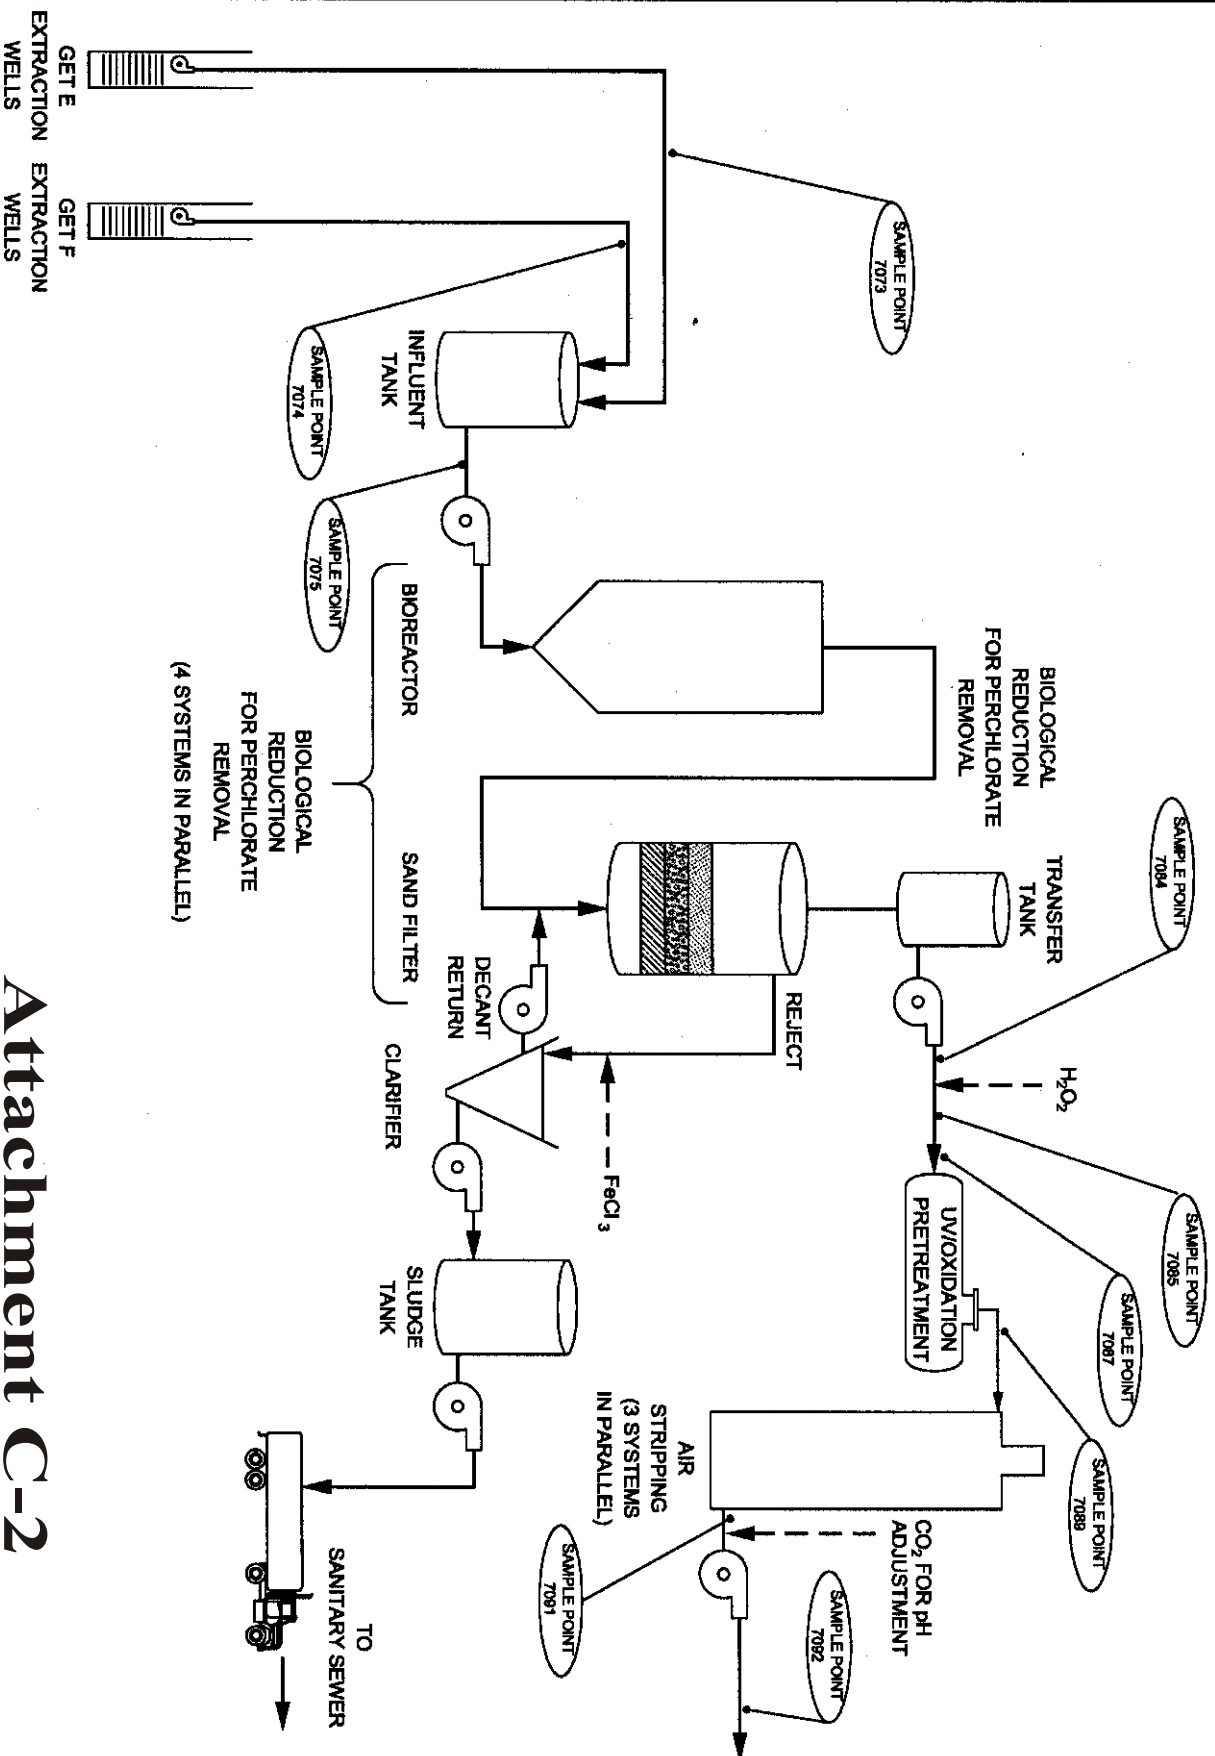 SAMPLE POINT
7073
GET E
EXTRACTION
WELLS
GET F
EXTRACTION
WELLS
SAMPLE POINT
7074
INFLUENT
TANK
SAMPLE POINT
7075
BIOLOGICAL
REDUCTION
FOR PERCHLORATE
REMOVAL
BIOREACTOR
SAND FILTER
BIOLOGICAL
REDUCTION
FOR PERCHLORATE
REMOVAL
(4 SYSTEMS IN PARALLEL)
TRANSFER
TANK
SAMPLE POINT
7084
H₂O₂
SAMPLE POINT
7085
SAMPLE POINT
7087
SAMPLE POINT
7089
UV/OXIDATION
PRETREATMENT
REJECT
DECANT
RETURN
CLARIFIER
FeCl₃
SLUDGE
TANK
AIR
STRIPPING
(3 SYSTEMS
IN PARALLEL)
CO₂ FOR pH
ADJUSTMENT
SAMPLE POINT
7091
SAMPLE POINT
7092
TO
SANITARY SEWER
Attachment C-2